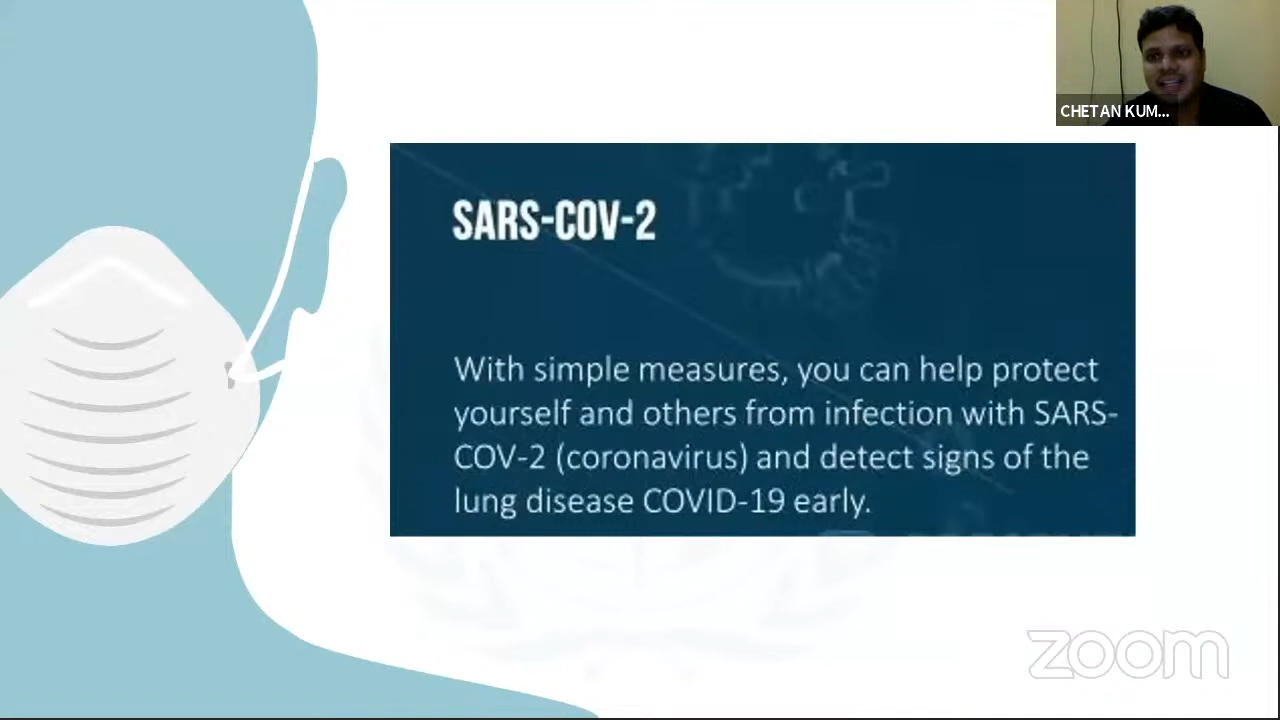 CHETAN KUM...
SARS-COV-2
With simple measures, you can help protect
yourself and others from infection with SARS-
COV-2 (coronavirus) and detect signs of the
lung disease COVID-19 early.
zoom